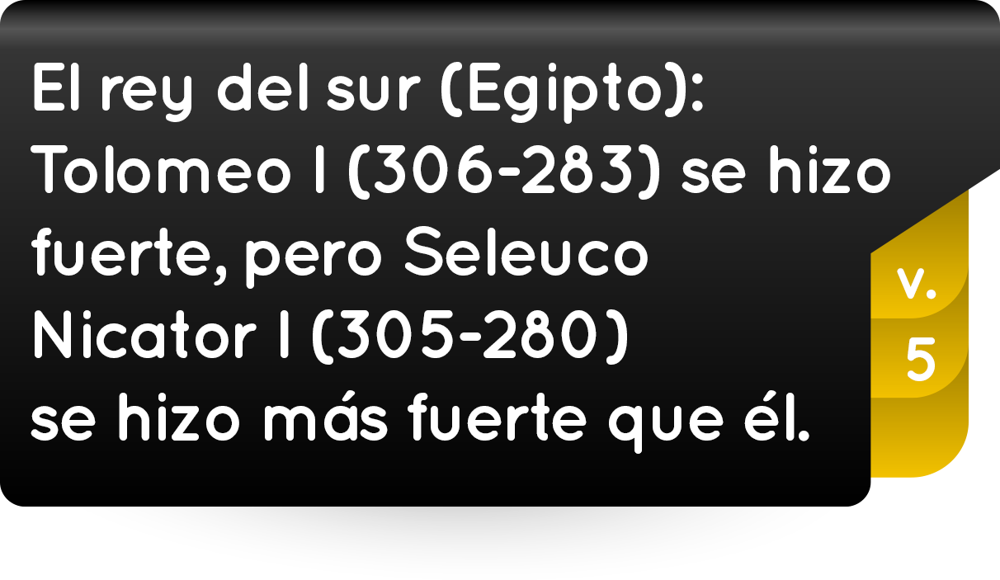 El rey del sur (Egipto):
Tolomeo I (306-283) se hizo
fuerte, pero Seleuco
Nicator I (305-280)
se hizo más fuerte que él.
v.
5